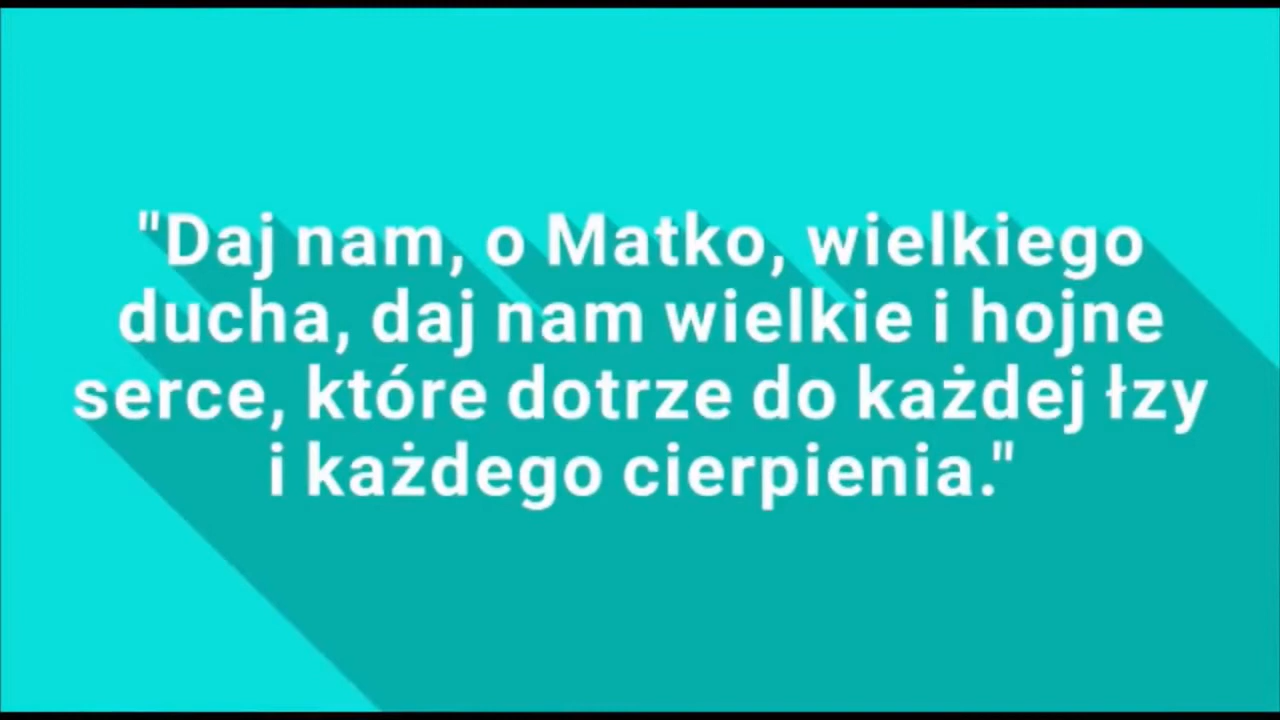 "Daj nam, o Matko, wielkiego
ducha, daj nam wielkie i hojne
serce, które dotrze do każdej łzy
i każdego cierpienia."